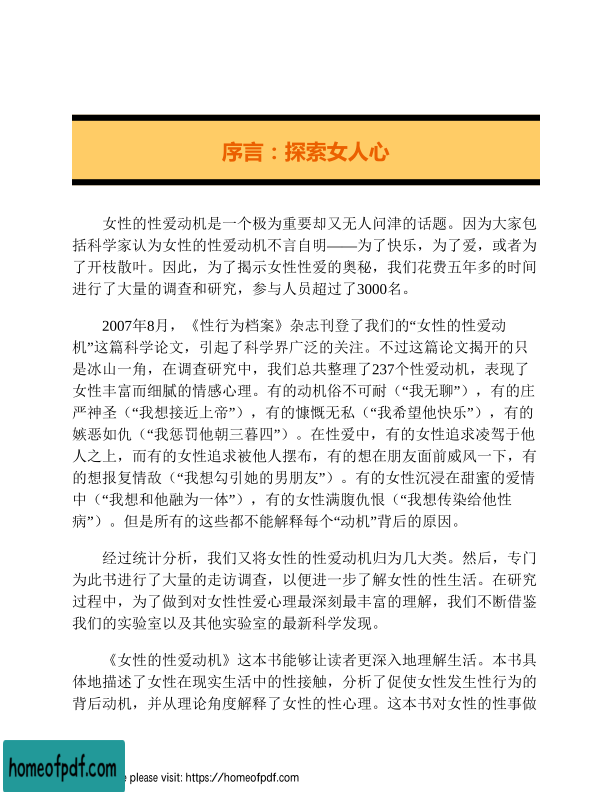 序言：探索女人心
女性的性爱动机是一个极为重要却又无人问津的话题。因为大家包
括科学家认为女性的性爱动机不言自明——为了快乐，为了爱，或者为
了开枝散叶。因此，为了揭示女性性爱的奥秘，我们花费五年多的时间
进行了大量的调查和研究，参与人员超过了3000名。
2007年8月，《性行为档案》杂志刊登了我们的“女性的性爱动
机”这篇科学论文，引起了科学界广泛的关注。不过这篇论文揭开的只
是冰山一角，在调查研究中，我们总共整理了237个性爱动机，表现了
女性丰富而细腻的情感心理。有的动机俗不可耐（“我无聊”），有的庄
严神圣（“我想接近上帝”），有的慷慨无私（“我希望他快乐”），有的
嫉恶如仇（“我惩罚他朝三暮四”）。在性爱中，有的女性追求凌驾于他
人之上，而有的女性追求被他人摆布，有的想在朋友面前威风一下，有
的想报复情敌（“我想勾引她的男朋友”）。有的女性沉浸在甜蜜的爱情
中（“我想和他融为一体”），有的女性满腹仇恨（“我想传染给他性
病”）。但是所有的这些都不能解释每个“动机”背后的原因。
经过统计分析，我们又将女性的性爱动机归为几大类。然后，专门
为此书进行了大量的走访调查，以便进一步了解女性的性生活。在研究
过程中，为了做到对女性性爱心理最深刻最丰富的理解，我们不断借鉴
我们的实验室以及其他实验室的最新科学发现。
《女性的性爱动机》这本书能够让读者更深入地理解生活。本书具
体地描述了女性在现实生活中的性接触，分析了促使女性发生性行为的
背后动机，并从理论角度解释了女性的性心理。这本书对女性的性事做
homeofpdf.com
please visit: https://homeofpdf.com